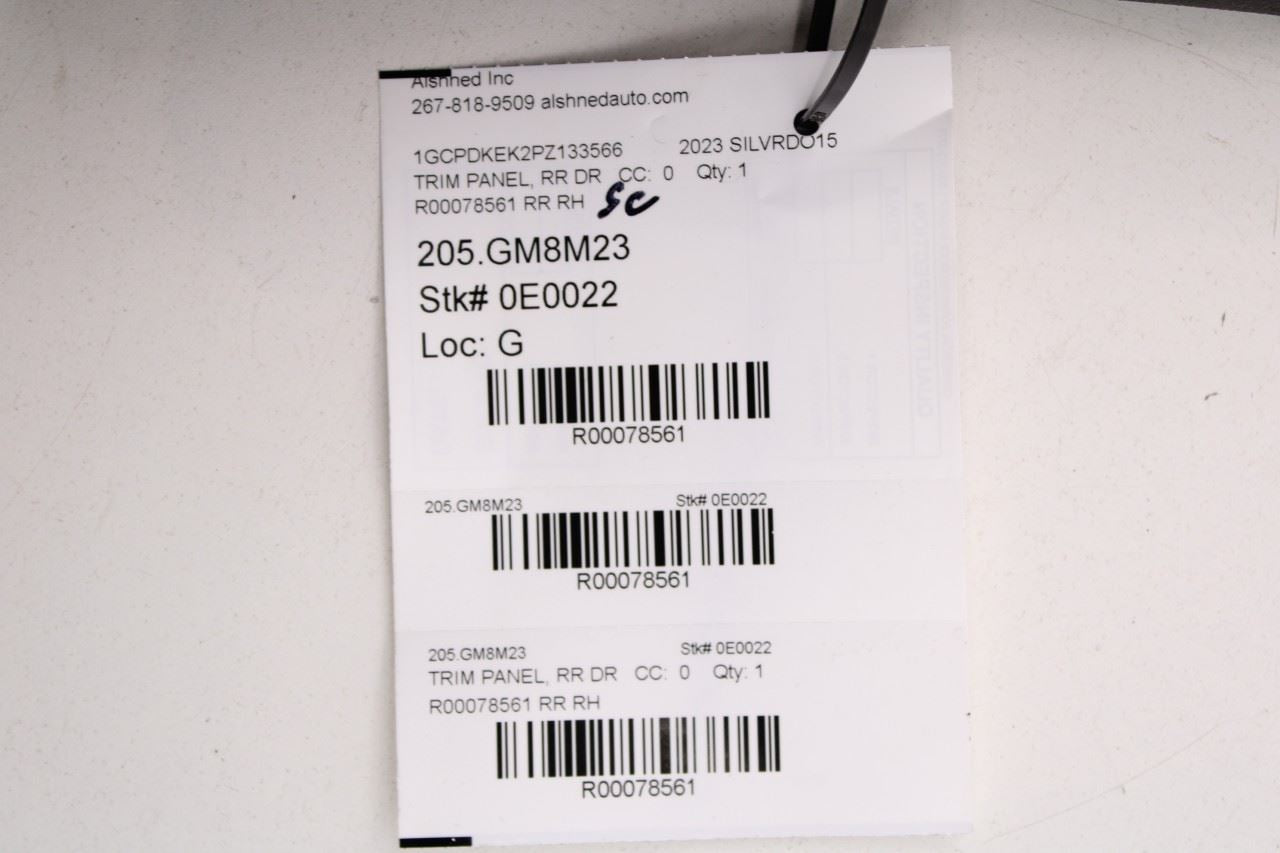 Alshned Inc
267-818-9509 alshnedauto.com
1GCPDKEK2PZ133566 2023 SILVRDO15
TRIM PANEL, RR DR CC: 0 Qty: 1
R00078561 RR RH SC
205.GM8M23
Stk# 0E0022
Loc: G
R00078561
205.GM8M23 Stk# 0E0022
R00078561
205.GM8M23 Stk# 0E0022
TRIM PANEL, RR DR CC: 0 Qty: 1
R00078561 RR RH
R00078561